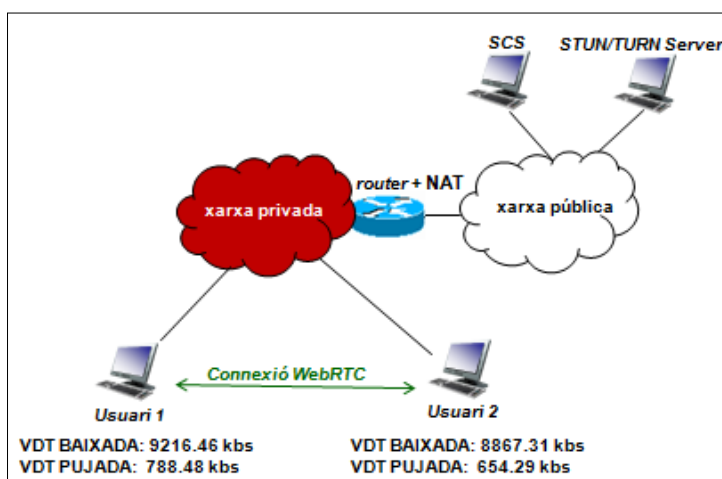 SCS
STUN/TURN Server
router + NAT
xarxa privada
xarxa pública
Connexió WebRTC
Usuari 1
Usuari 2
VDT BAIXADA: 9216.46 kbs
VDT PUJADA: 788.48 kbs
VDT BAIXADA: 8867.31 kbs
VDT PUJADA: 654.29 kbs